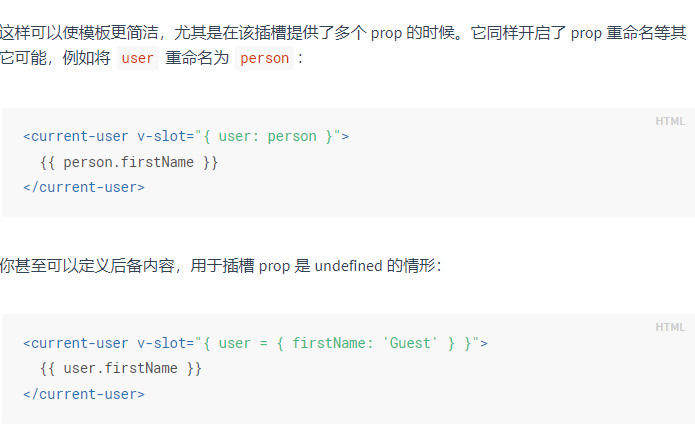 这样可以使模板更简洁，尤其是在该插槽提供了多个 prop 的时候。它同样开启了 prop 重命名等其
它可能，例如将 user 重命名为 person：
HTML
<current-user v-slot="{ user: person }">
  {{ person.firstName }}
</current-user>
你甚至可以定义后备内容，用于插槽 prop 是 undefined 的情形：
HTML
<current-user v-slot="{ user = { firstName: 'Guest' } }">
  {{ user.firstName }}
</current-user>